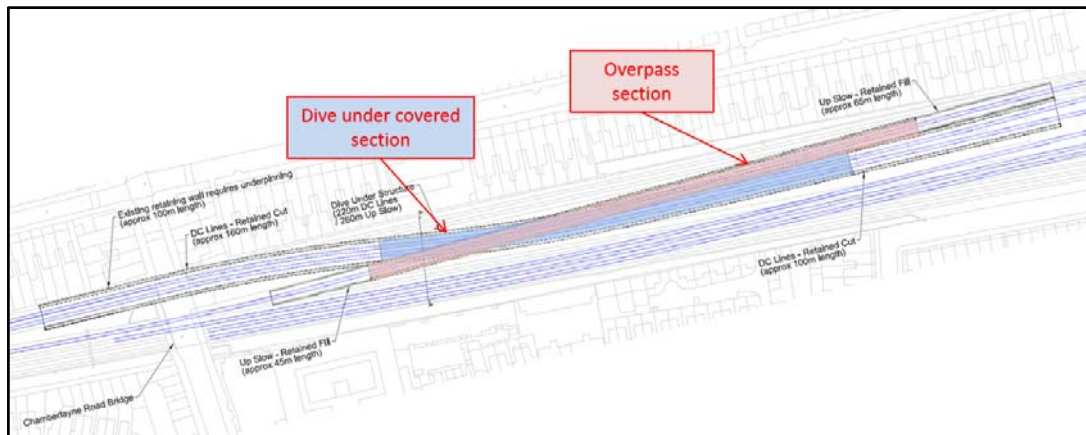 Overpass
section
Dive under covered
section
Up Slow - Retained Fill
(approx 65m length)
Existing retaining wall requires underpinning
(approx 100m length)
DC Lines - Retained Cut
(approx 160m length)
Dive Under Structure
(220m DC Lines
/ 260m Up Slow)
DC Lines - Retained Cut
(approx 100m length)
Up Slow - Retained Fill
(approx 45m length)
Chamberlayne Road Bridge